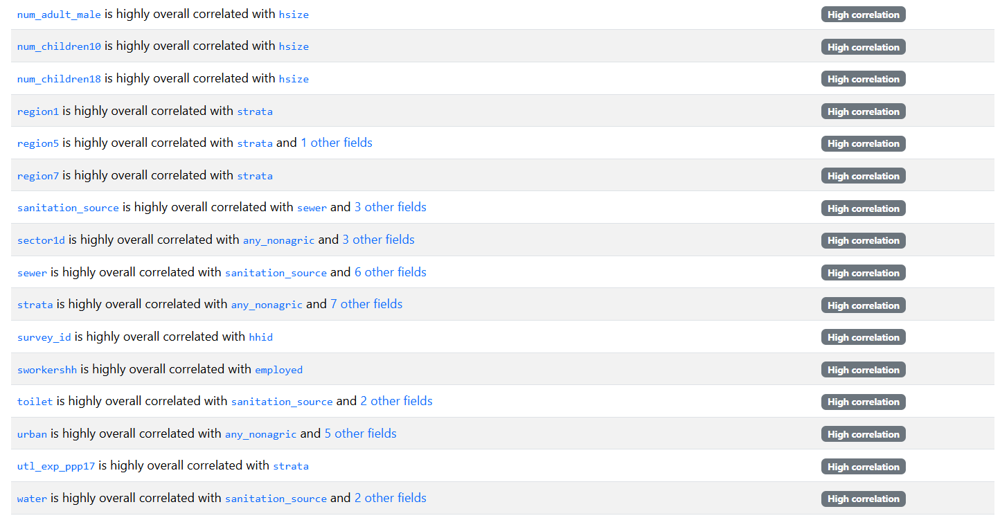 num_adult_male is highly overall correlated with hsize High correlation
num_children10 is highly overall correlated with hsize High correlation
num_children18 is highly overall correlated with hsize High correlation
region1 is highly overall correlated with strata High correlation
region5 is highly overall correlated with strata and 1 other fields High correlation
region7 is highly overall correlated with strata High correlation
sanitation_source is highly overall correlated with sewer and 3 other fields High correlation
sector1d is highly overall correlated with any_nonagric and 3 other fields High correlation
sewer is highly overall correlated with sanitation_source and 6 other fields High correlation
strata is highly overall correlated with any_nonagric and 7 other fields High correlation
survey_id is highly overall correlated with hhid High correlation
sworkershh is highly overall correlated with employed High correlation
toilet is highly overall correlated with sanitation_source and 2 other fields High correlation
urban is highly overall correlated with any_nonagric and 5 other fields High correlation
utl_exp_ppp17 is highly overall correlated with strata High correlation
water is highly overall correlated with sanitation_source and 2 other fields High correlation